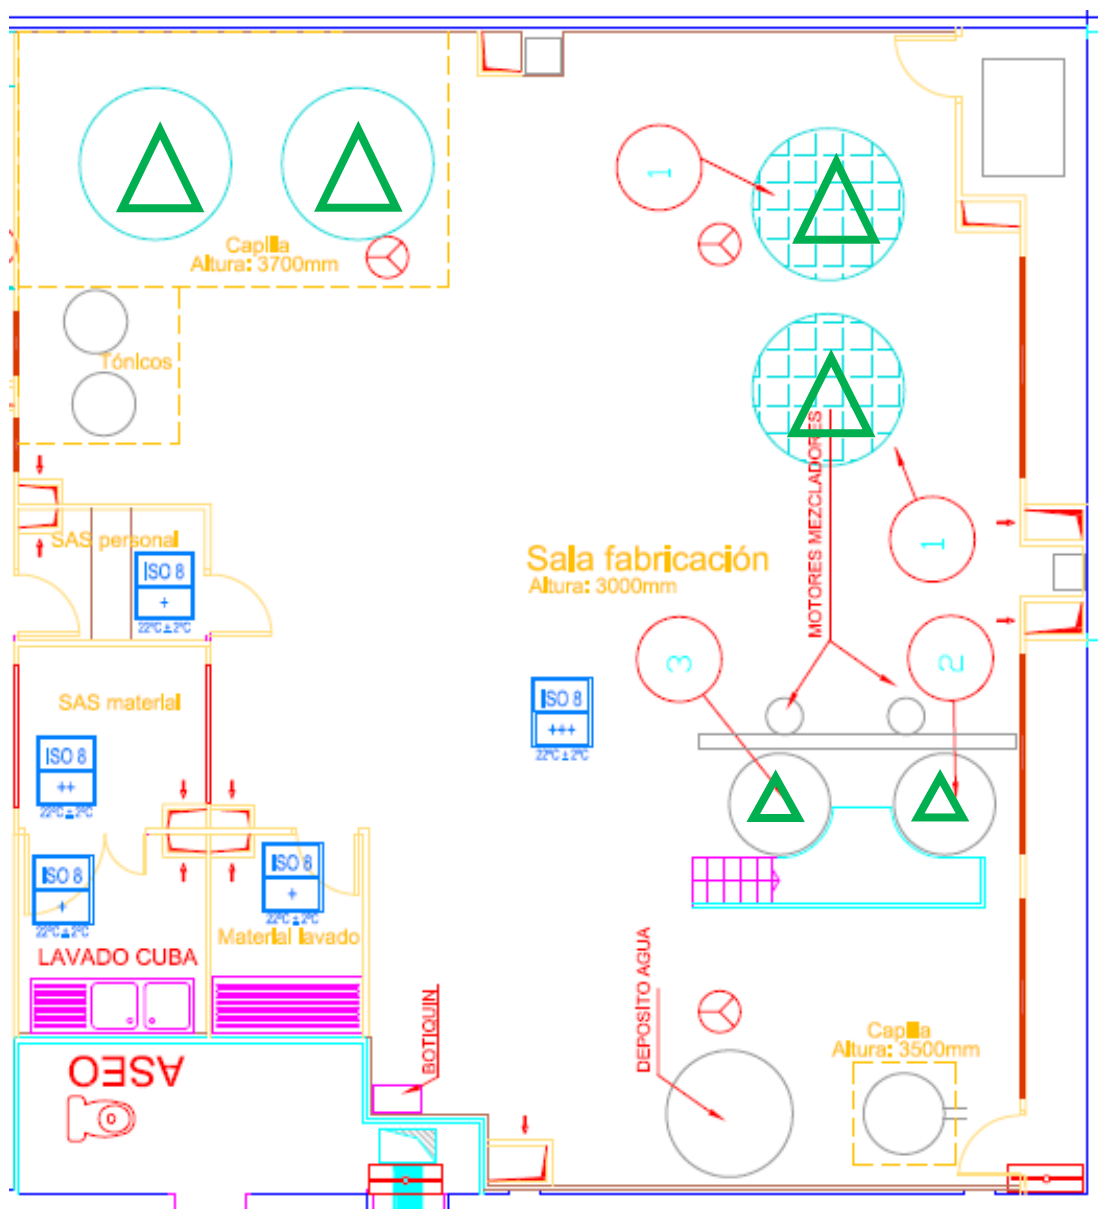 Capilla
Altura: 3700mm
1
Tónicos
MOTORES MEZCLADORES
SAS personal
ISO 8
+
22ºC±2ºC
Sala fabricación
Altura: 3000mm
1
3
2
SAS material
ISO 8
+++
22ºC±2ºC
ISO 8
++
22ºC±2ºC
ISO 8
+
22ºC±2ºC
ISO 8
+
22ºC±2ºC
Material lavado
LAVADO CUBA
DEPOSITO AGUA
BOTIQUIN
Capilla
Altura: 3500mm
ASEO